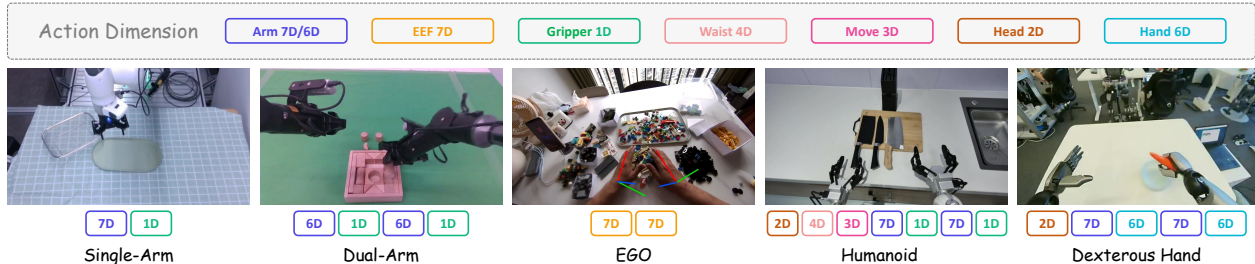 Action Dimension Arm 7D/6D EEF 7D Gripper 1D Waist 4D Move 3D Head 2D Hand 6D
7D 1D 6D 1D 6D 1D 7D 7D 2D 4D 3D 7D 1D 7D 1D 2D 7D 6D 7D 6D
Single-Arm Dual-Arm EGO Humanoid Dexterous Hand